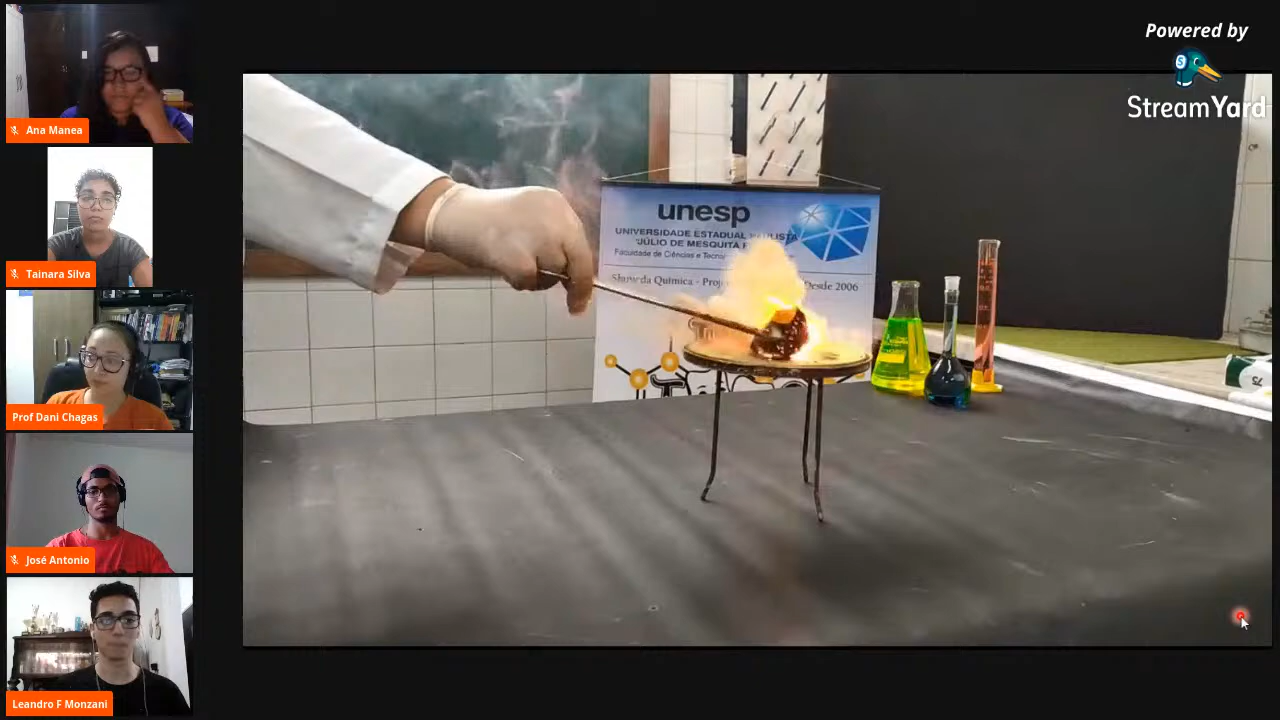 Ana Manea
Tainara Silva
Prof Dani Chagas
José Antonio
Leandro F Monzani
Powered by
StreamYard
unesp
UNIVERSIDADE ESTADUAL PAULISTA
"JÚLIO DE MESQUITA
Faculdade de Ciências e
Química - Desde 2006